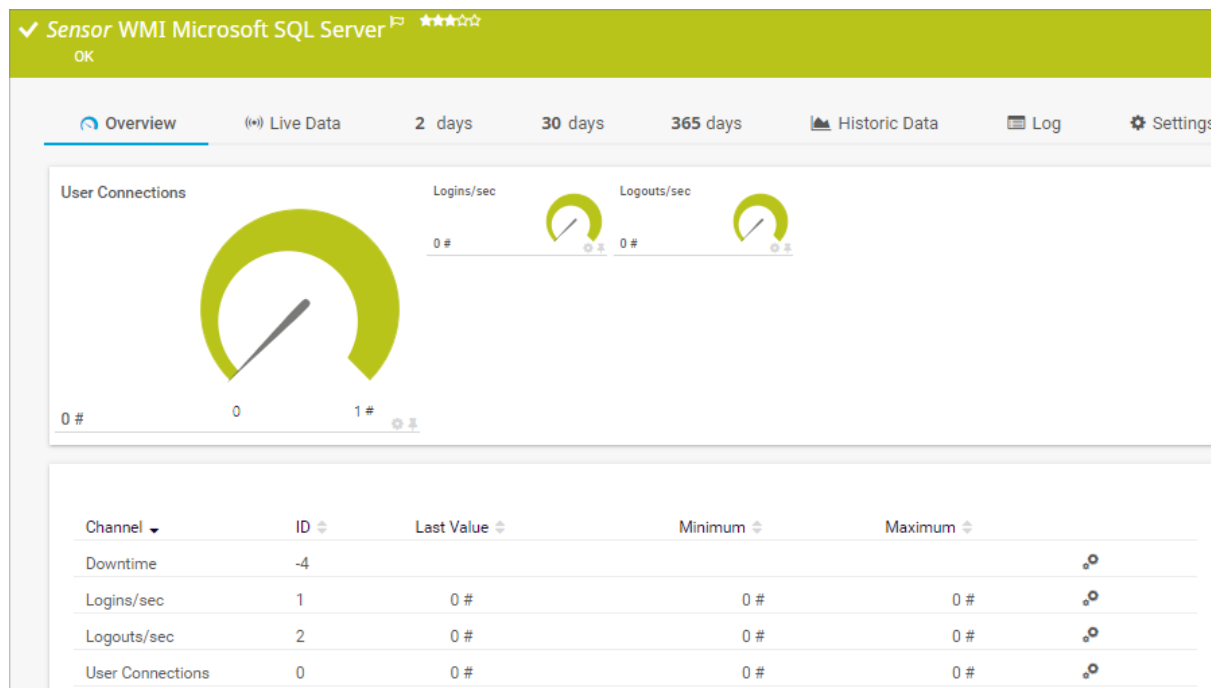 Sensor WMI Microsoft SQL Server
OK
Overview Live Data 2 days 30 days 365 days Historic Data Log Settings
User Connections Logins/sec Logouts/sec
0 # 0 #
0 1 #
0 #
Channel ID Last Value Minimum Maximum
Downtime -4
Logins/sec 1 0 # 0 # 0 #
Logouts/sec 2 0 # 0 # 0 #
User Connections 0 0 # 0 # 0 #